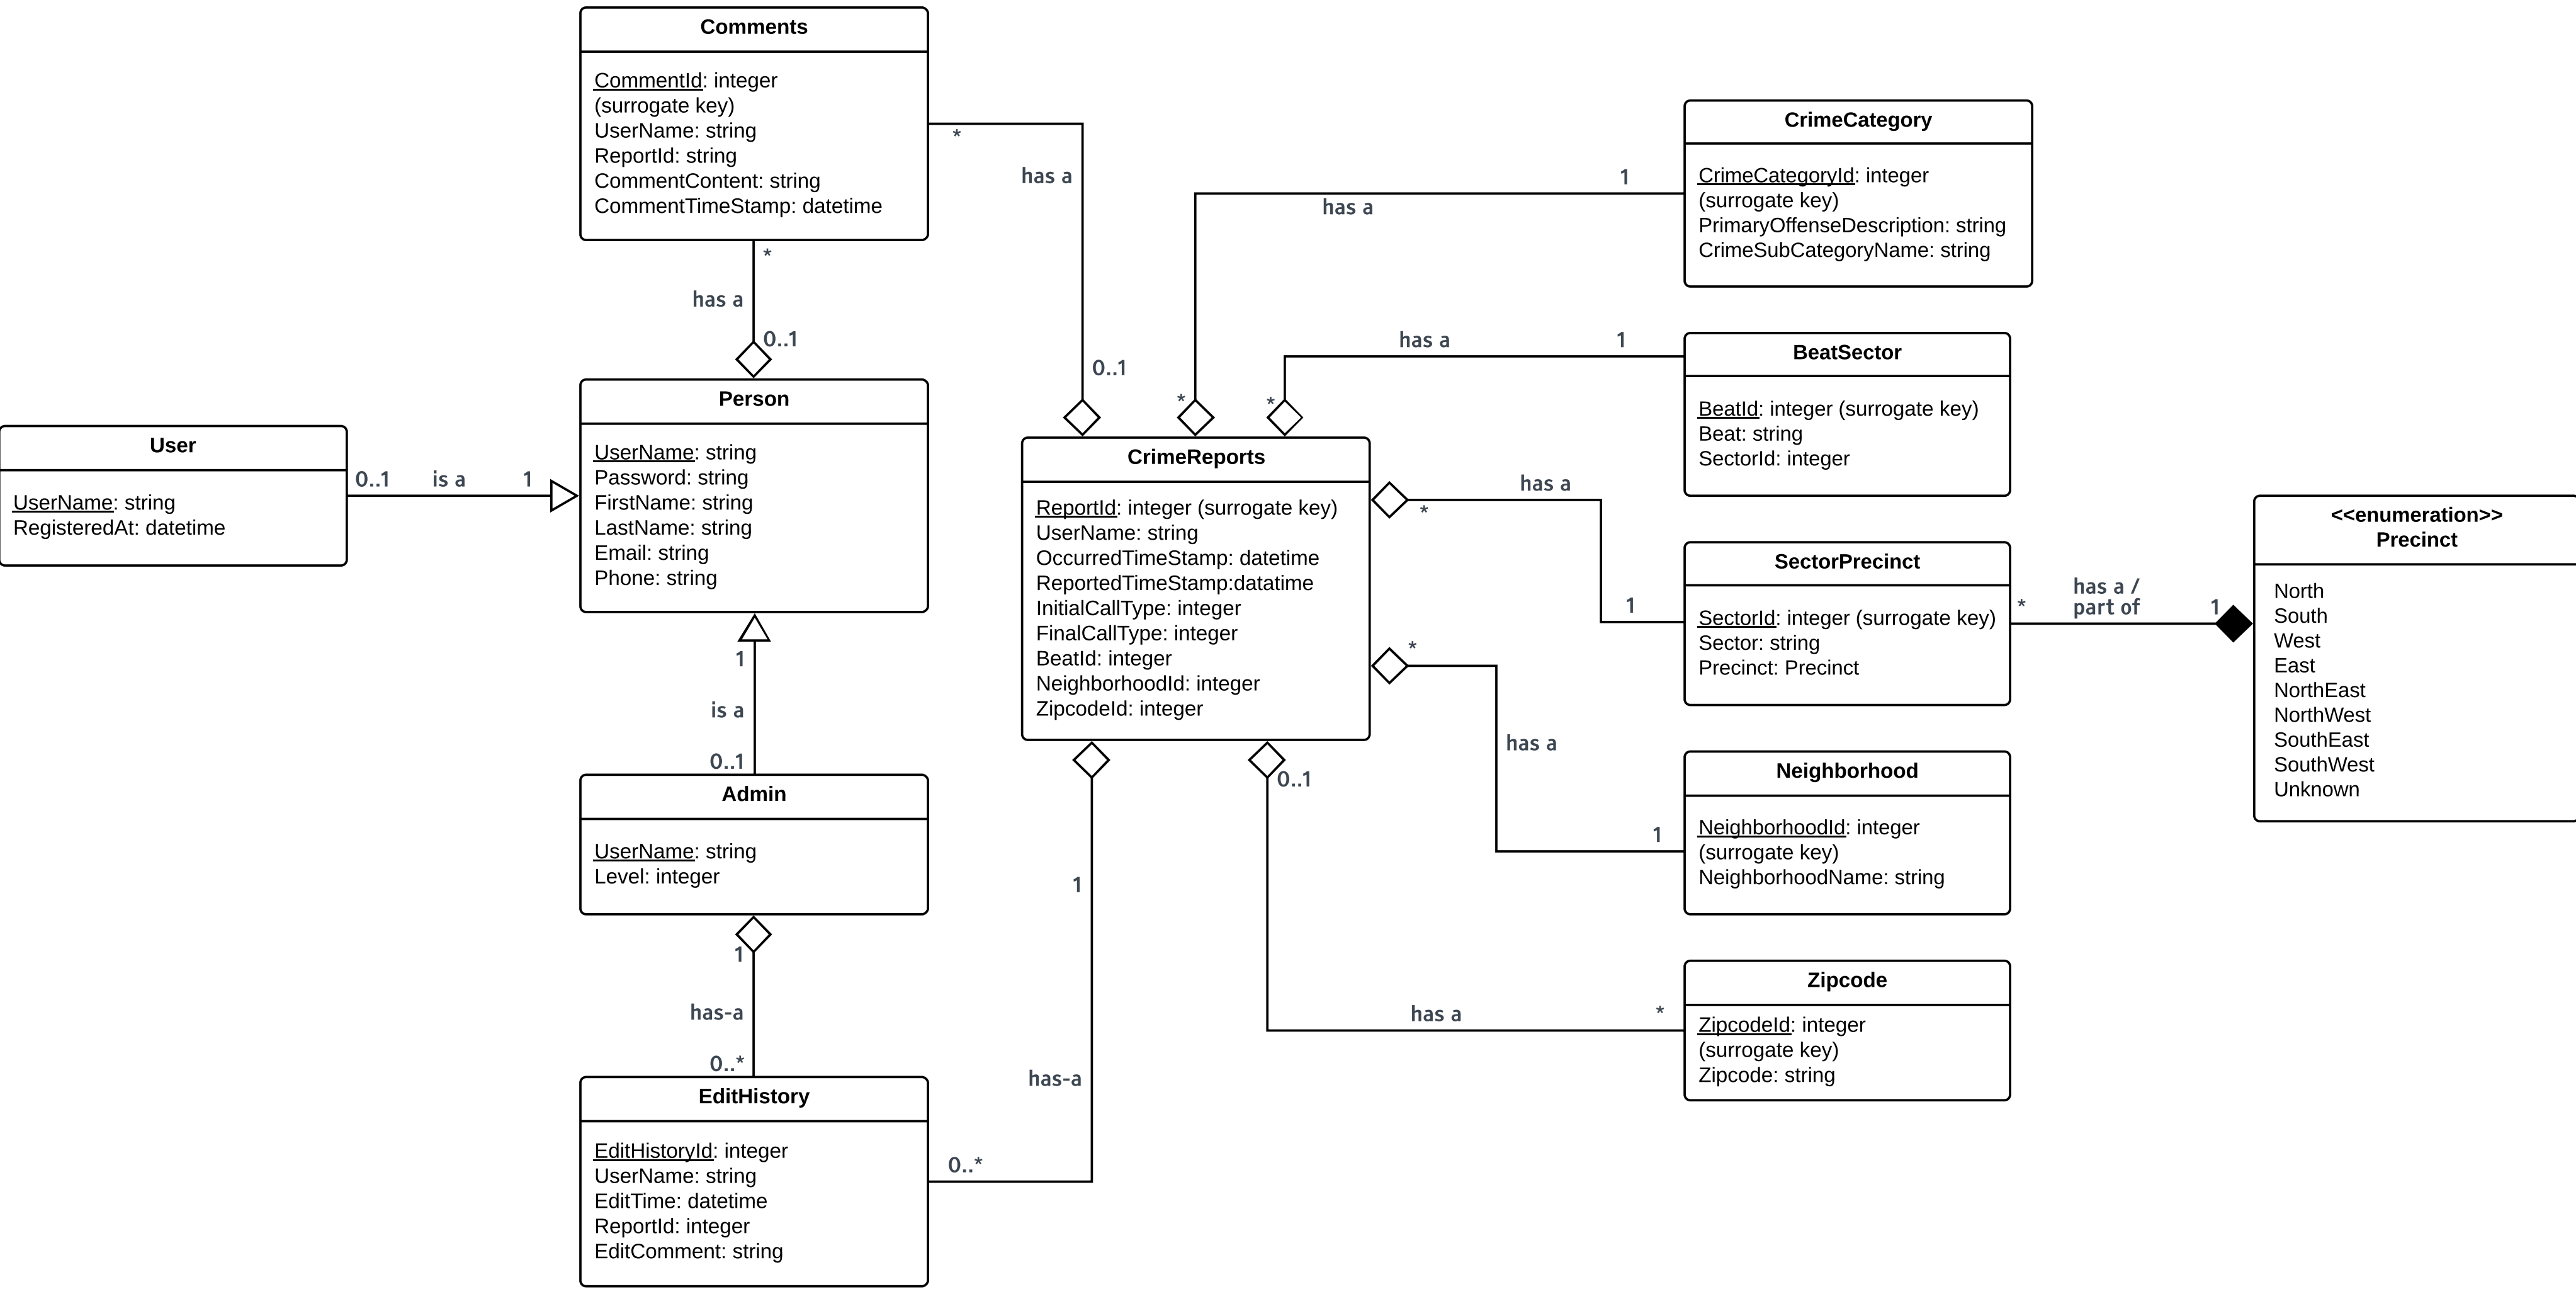 Comments
CommentId: integer
(surrogate key)
UserName: string
ReportId: string
CommentContent: string
CommentTimeStamp: datetime
*
has a
0..1
*
has a
0..1
Person
UserName: string
Password: string
FirstName: string
LastName: string
Email: string
Phone: string
User
UserName: string
RegisteredAt: datetime
0..1
is a
1
1
is a
0..1
Admin
UserName: string
Level: integer
1
has-a
0..*
EditHistory
EditHistoryId: integer
UserName: string
EditTime: datetime
ReportId: integer
EditComment: string
0..*
has-a
1
CrimeReports
ReportId: integer (surrogate key)
UserName: string
OccurredTimeStamp: datetime
ReportedTimeStamp:datatime
InitialCallType: integer
FinalCallType: integer
BeatId: integer
NeighborhoodId: integer
ZipcodeId: integer
*
has a
1
CrimeCategory
CrimeCategoryId: integer
(surrogate key)
PrimaryOffenseDescription: string
CrimeSubCategoryName: string
*
has a
1
BeatSector
BeatId: integer (surrogate key)
Beat: string
SectorId: integer
*
has a
1
SectorPrecinct
SectorId: integer (surrogate key)
Sector: string
Precinct: Precinct
*
has a /
part of
1
<<enumeration>>
Precinct
North
South
West
East
NorthEast
NorthWest
SouthEast
SouthWest
Unknown
*
has a
1
Neighborhood
NeighborhoodId: integer
(surrogate key)
NeighborhoodName: string
0..1
has a
*
Zipcode
ZipcodeId: integer
(surrogate key)
Zipcode: string